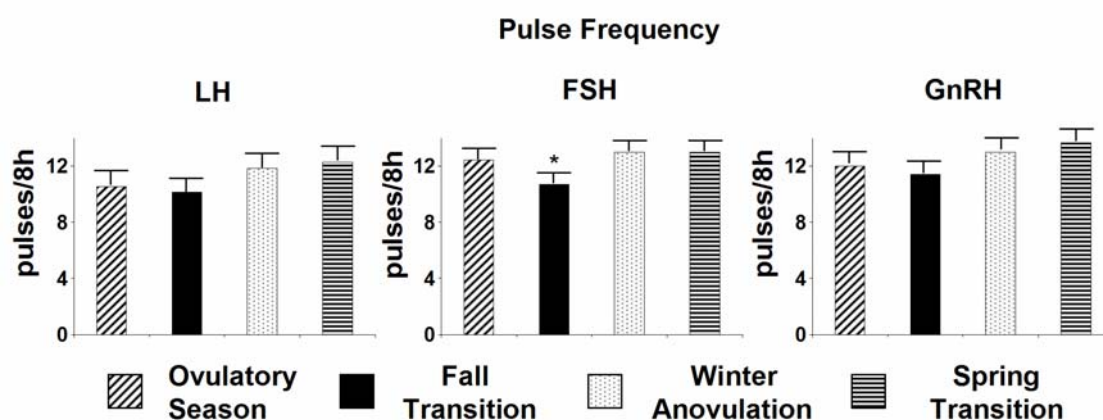 Pulse Frequency
LH
FSH
GnRH
pulses/8h
12
8
4
0
pulses/8h
12
8
4
0
*
pulses/8h
12
8
4
0
Ovulatory
Season
Fall
Transition
Winter
Anovulation
Spring
Transition